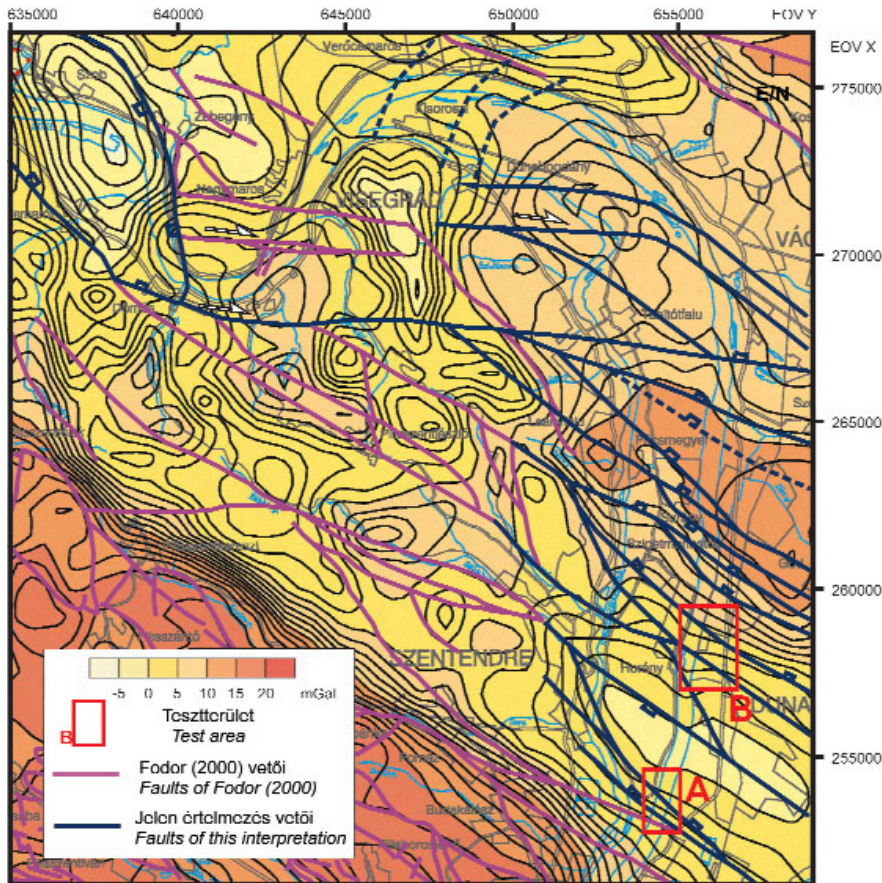 635000 640000 645000 650000 655000 EOV Y
EOV X
275000
E/N
270000
265000
260000
255000
Verőcemaros
Szob
Zebegény
Kisoroszi
Nagymaros
Dunabogdány
VISEGRÁD
VÁC
Tahitótfalu
Pócsmegyer
Szigetmonostor
SZENTENDRE
Horány
DUNA
B
A
Pomáz
Budakalász
-5 0 5 10 15 20 mGal
B
Tesztterület
Test area
Fodor (2000) vetői
Faults of Fodor (2000)
Jelen értelmezés vetői
Faults of this interpretation